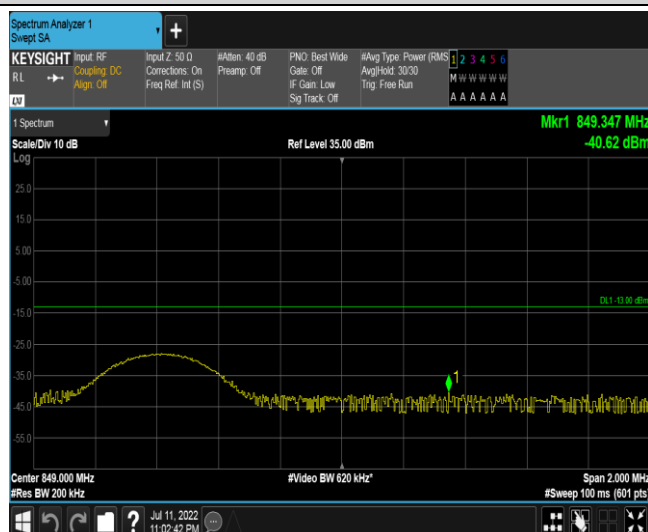 Spectrum Analyzer 1
Swept SA
+
KEYSIGHT
RL
LXI
Input: RF
Coupling: DC
Align: Off
Input Z: 50 Ω
Corrections: On
Freq Ref: Int (S)
#Atten: 40 dB
Preamp: Off
PNO: Best Wide
Gate: Off
IF Gain: Low
Sig Track: Off
#Avg Type: Power (RMS
Avg|Hold: 30/30
Trig: Free Run
1 2 3 4 5 6
M W W W W W
A A A A A A
1 Spectrum
Mkr1 849.347 MHz
Scale/Div 10 dB
Ref Level 35.00 dBm
-40.62 dBm
Log
25.0
15.0
5.00
-5.00
DL1 -13.00 dBm
-15.0
-25.0
-35.0
1
-45.0
-55.0
Center 849.000 MHz
#Video BW 620 kHz*
Span 2.000 MHz
#Res BW 200 kHz
#Sweep 100 ms (601 pts)
?
Jul 11, 2022
11:02:42 PM